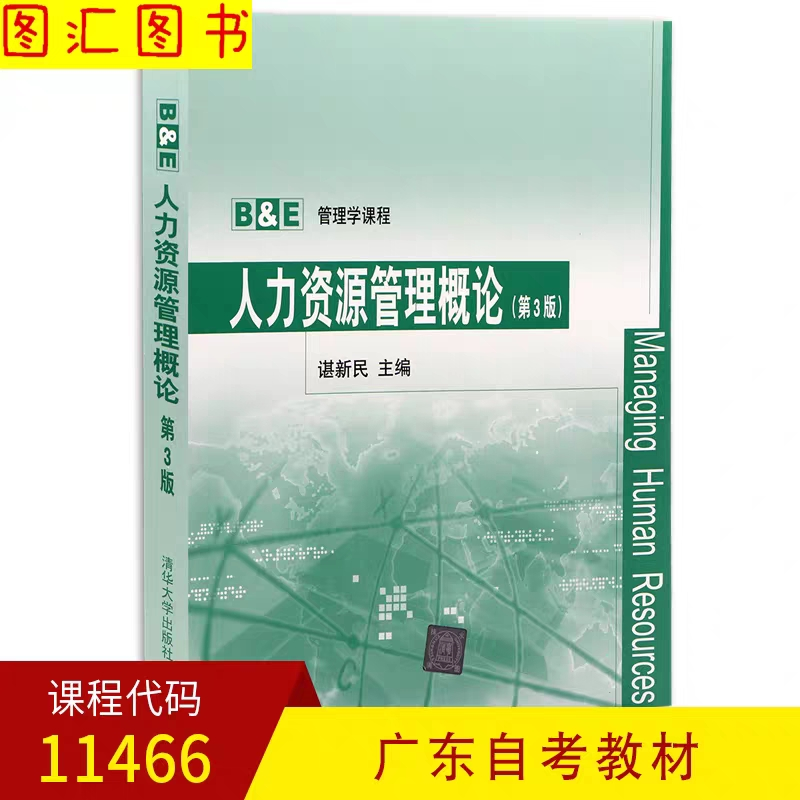 图汇图书
B&E 人力资源管理概论 第3版
清华大学出版社
B&E 管理学课程
人力资源管理概论(第3版)
谌新民 主编
Managing Human Resources
课程代码
11466
广东自考教材